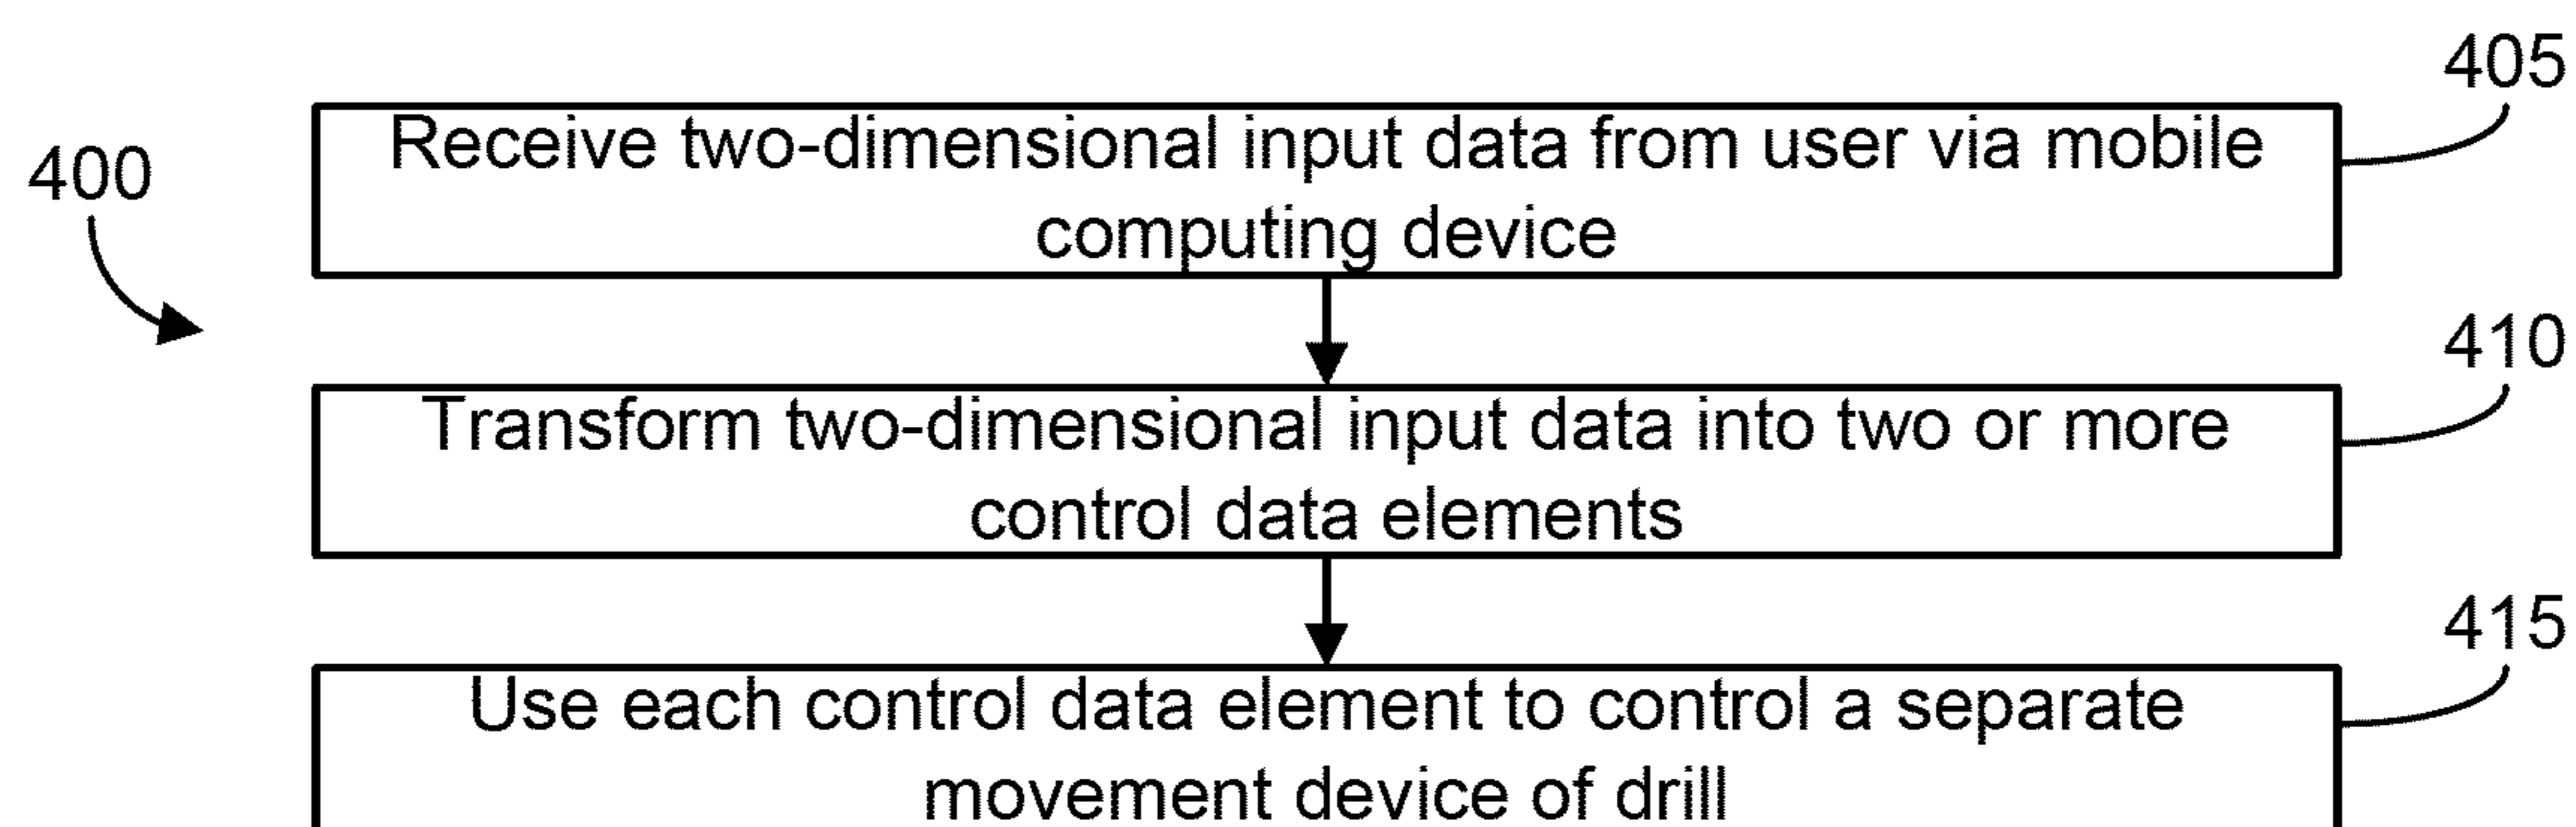 405
Receive two-dimensional input data from user via mobile
computing device
400
410
Transform two-dimensional input data into two or more
control data elements
415
Use each control data element to control a separate
movement device of drill